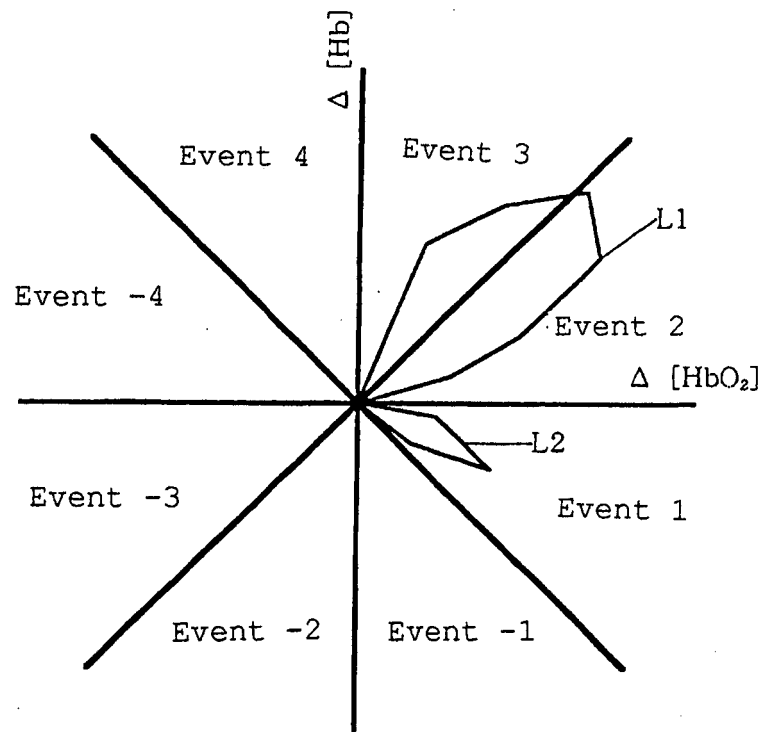 Δ [Hb]
Event 4
Event 3
L1
Event -4
Event 2
Δ [HbO₂]
L2
Event -3
Event 1
Event -2
Event -1